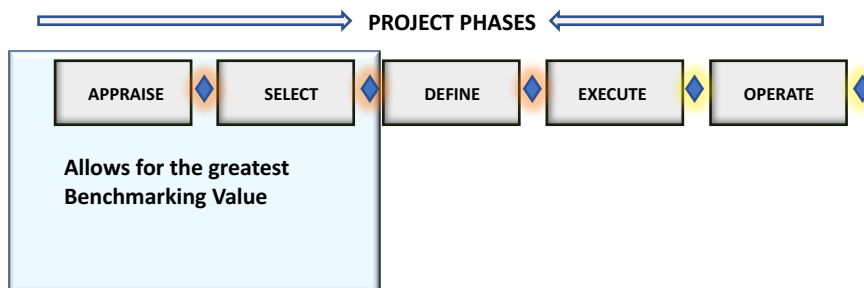 PROJECT PHASES
APPRAISE
SELECT
DEFINE
EXECUTE
OPERATE
Allows for the greatest
Benchmarking Value